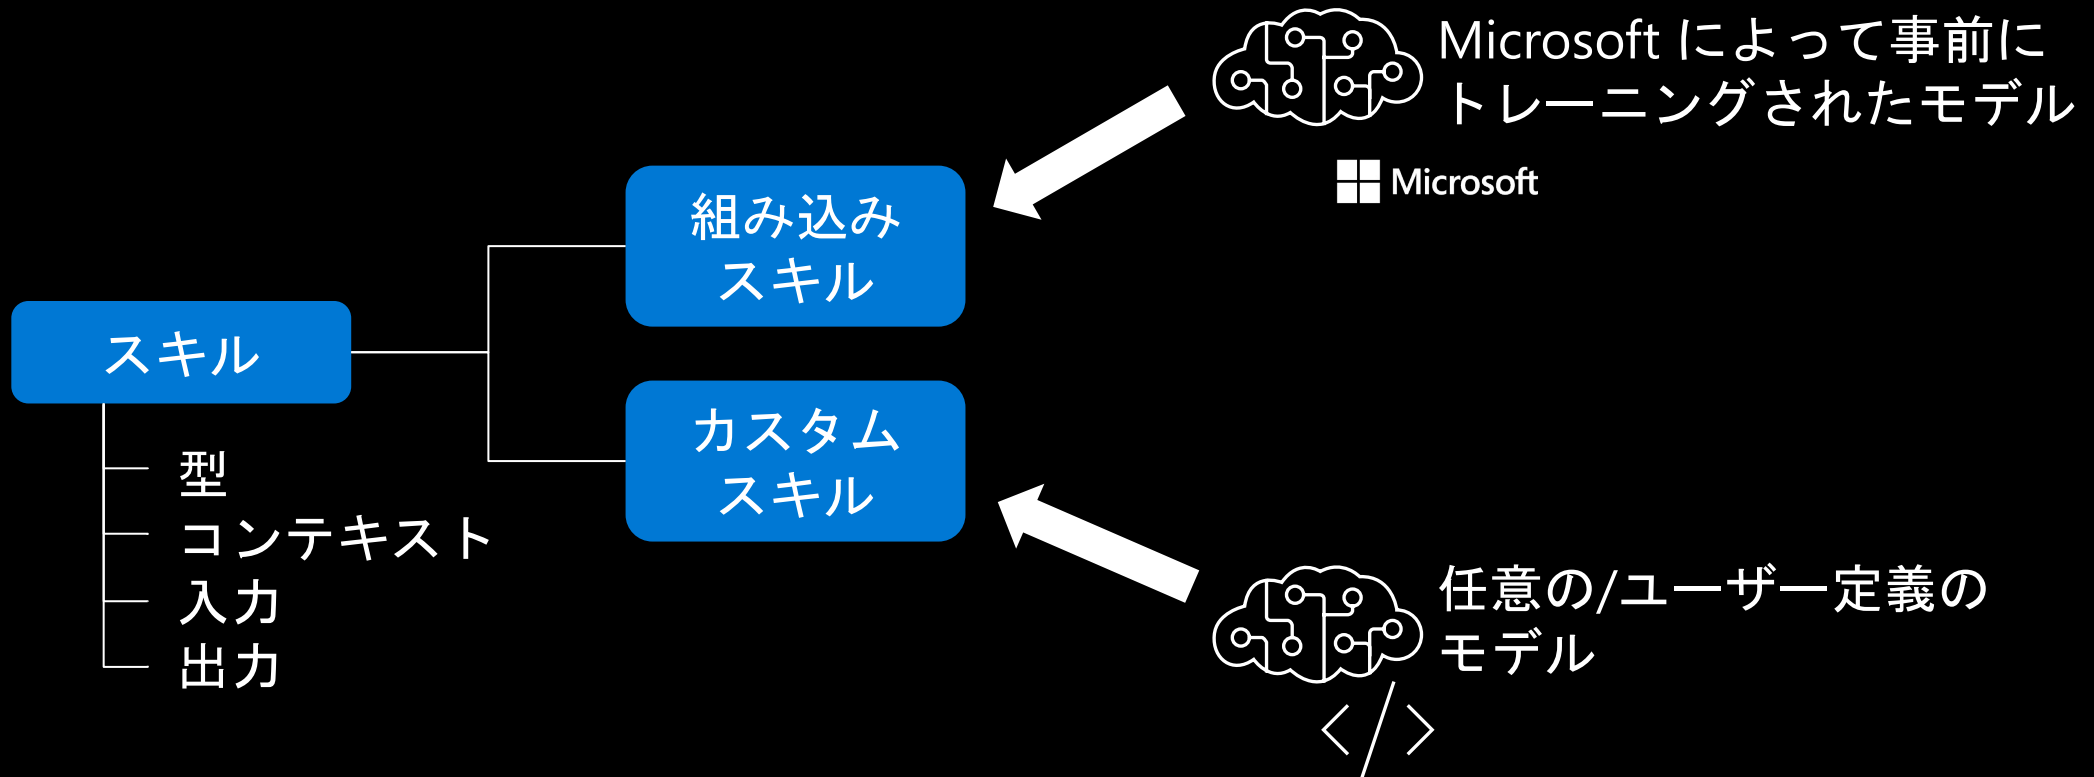 Microsoft によって事前に
トレーニングされたモデル
Microsoft
組み込み
スキル
スキル
カスタム
スキル
型
コンテキスト
入力
出力
任意の/ユーザー定義の
モデル